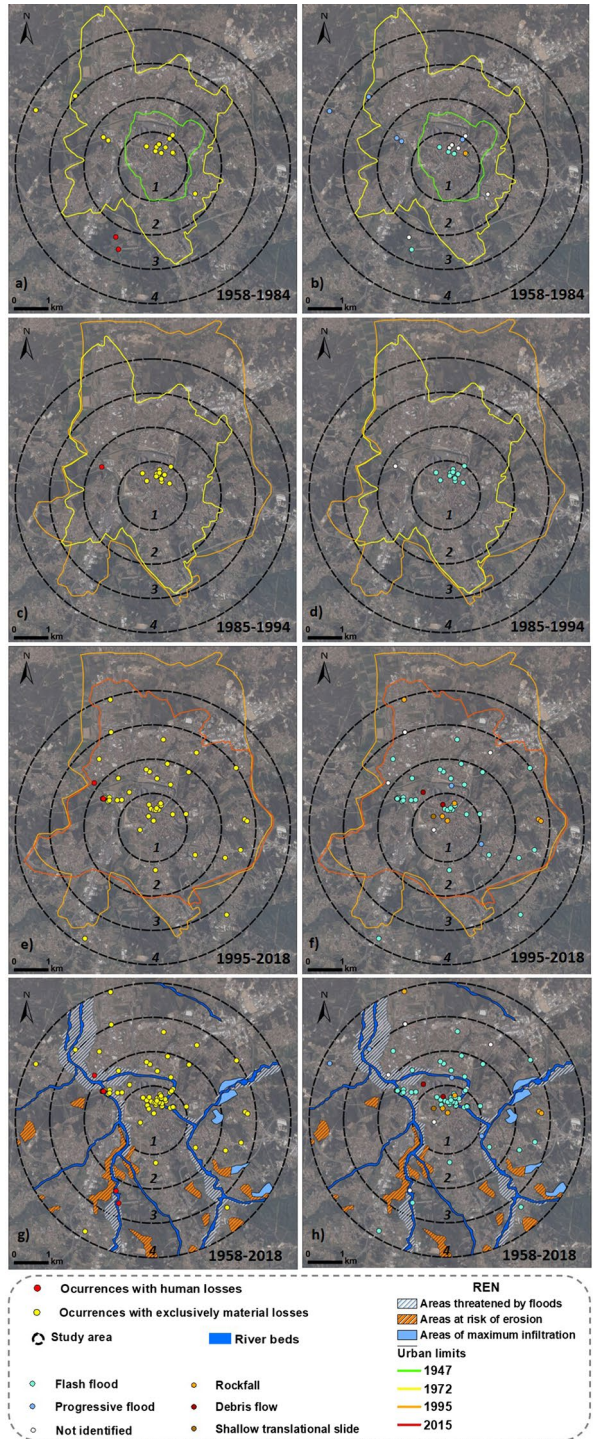 N
N
1
2
3
4
1
2
3
4
0 1
km
a)
1958-1984
0 1
km
b)
1958-1984
N
N
1
2
3
4
1
2
3
4
0 1
km
c)
1985-1994
0 1
km
d)
1985-1994
N
N
1
2
3
4
1
2
3
4
0 1
km
e)
1995-2018
0 1
km
f)
1995-2018
N
N
1
2
3
4
1
2
3
4
0 1
km
g)
1958-2018
0 1
km
h)
1958-2018
Ocurrences with human losses
Ocurrences with exclusively material losses
Study area
River beds
Flash flood
Rockfall
Progressive flood
Debris flow
Not identified
Shallow translational slide
REN
Areas threatened by floods
Areas at risk of erosion
Areas of maximum infiltration
Urban limits
1947
1972
1995
2015